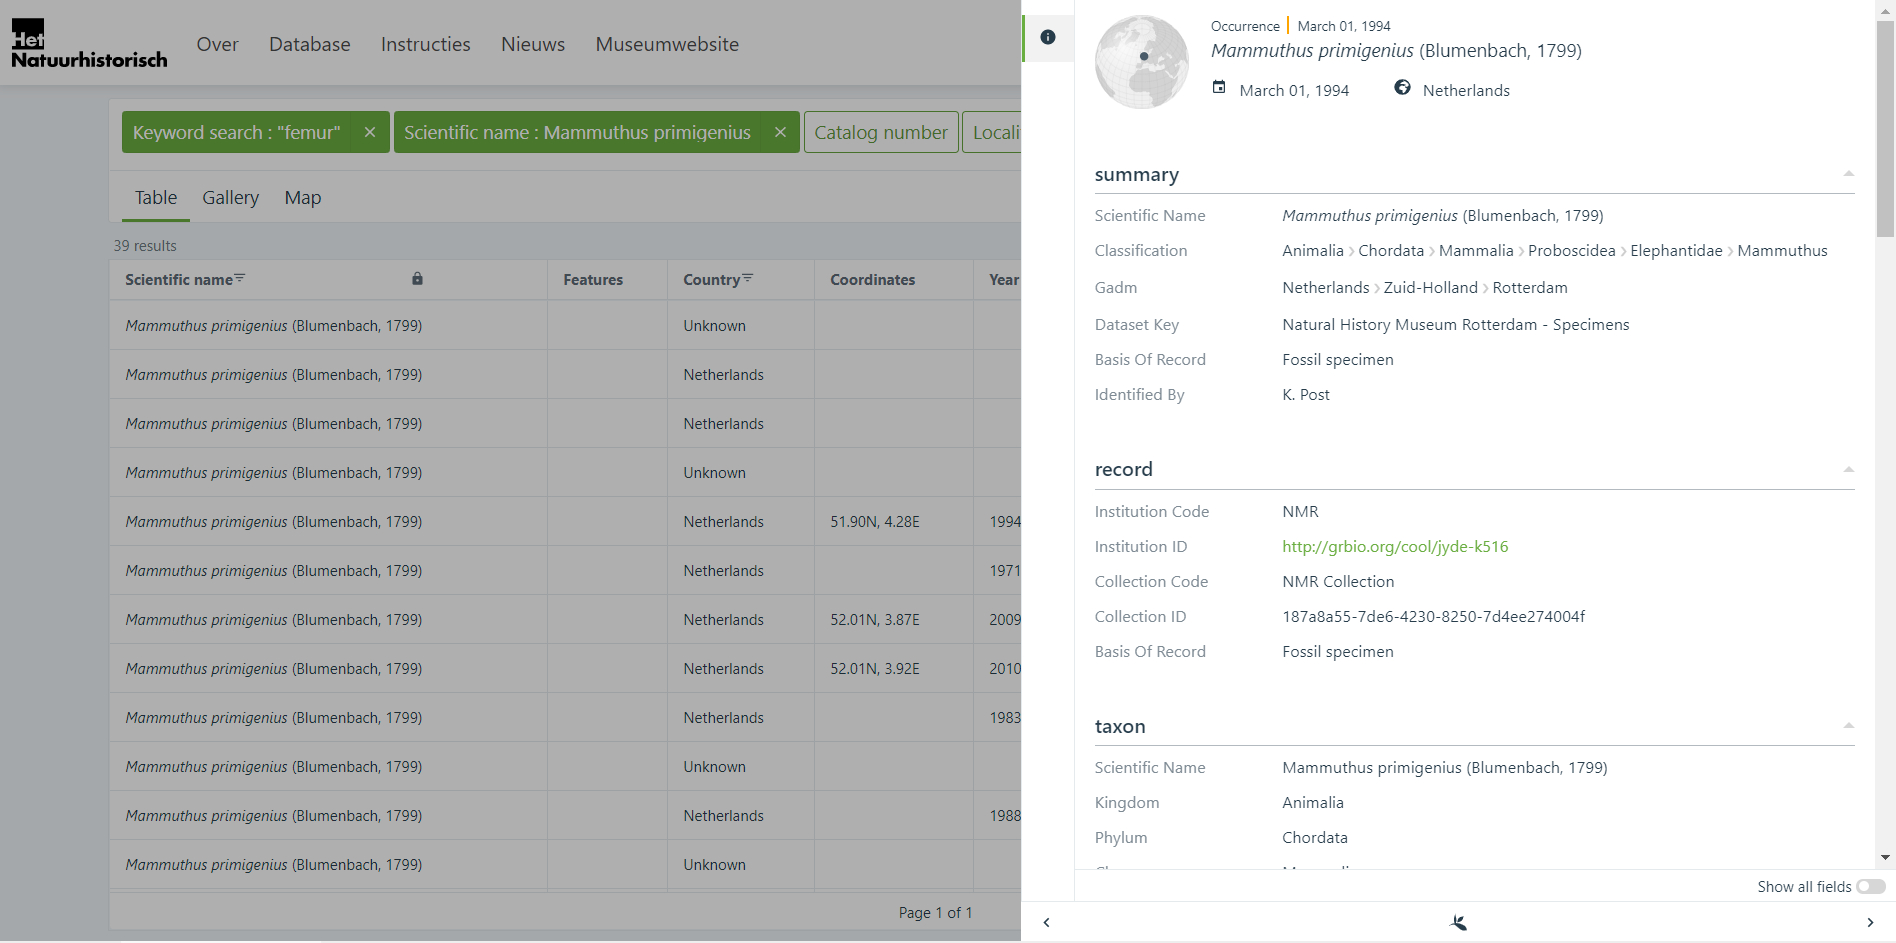 Het
Natuurhistorisch
Over Database Instructies Nieuws Museumwebsite
Keyword search : "femur" × Scientific name : Mammuthus primigenius × Catalog number Locali
Table Gallery Map
39 results
Scientific name Features Country Coordinates Year
Mammuthus primigenius (Blumenbach, 1799) Unknown
Mammuthus primigenius (Blumenbach, 1799) Netherlands
Mammuthus primigenius (Blumenbach, 1799) Netherlands
Mammuthus primigenius (Blumenbach, 1799) Unknown
Mammuthus primigenius (Blumenbach, 1799) Netherlands 51.90N, 4.28E 1994
Mammuthus primigenius (Blumenbach, 1799) Netherlands 1971
Mammuthus primigenius (Blumenbach, 1799) Netherlands 52.01N, 3.87E 2009
Mammuthus primigenius (Blumenbach, 1799) Netherlands 52.01N, 3.92E 2010
Mammuthus primigenius (Blumenbach, 1799) Netherlands 1983
Mammuthus primigenius (Blumenbach, 1799) Unknown
Mammuthus primigenius (Blumenbach, 1799) Netherlands 1988
Mammuthus primigenius (Blumenbach, 1799) Unknown
Page 1 of 1
Occurrence March 01, 1994
Mammuthus primigenius (Blumenbach, 1799)
March 01, 1994 Netherlands
summary
Scientific Name Mammuthus primigenius (Blumenbach, 1799)
Classification Animalia › Chordata › Mammalia › Proboscidea › Elephantidae › Mammuthus
Gadm Netherlands › Zuid-Holland › Rotterdam
Dataset Key Natural History Museum Rotterdam - Specimens
Basis Of Record Fossil specimen
Identified By K. Post
record
Institution Code NMR
Institution ID http://grbio.org/cool/jyde-k516
Collection Code NMR Collection
Collection ID 187a8a55-7de6-4230-8250-7d4ee274004f
Basis Of Record Fossil specimen
taxon
Scientific Name Mammuthus primigenius (Blumenbach, 1799)
Kingdom Animalia
Phylum Chordata
Show all fields